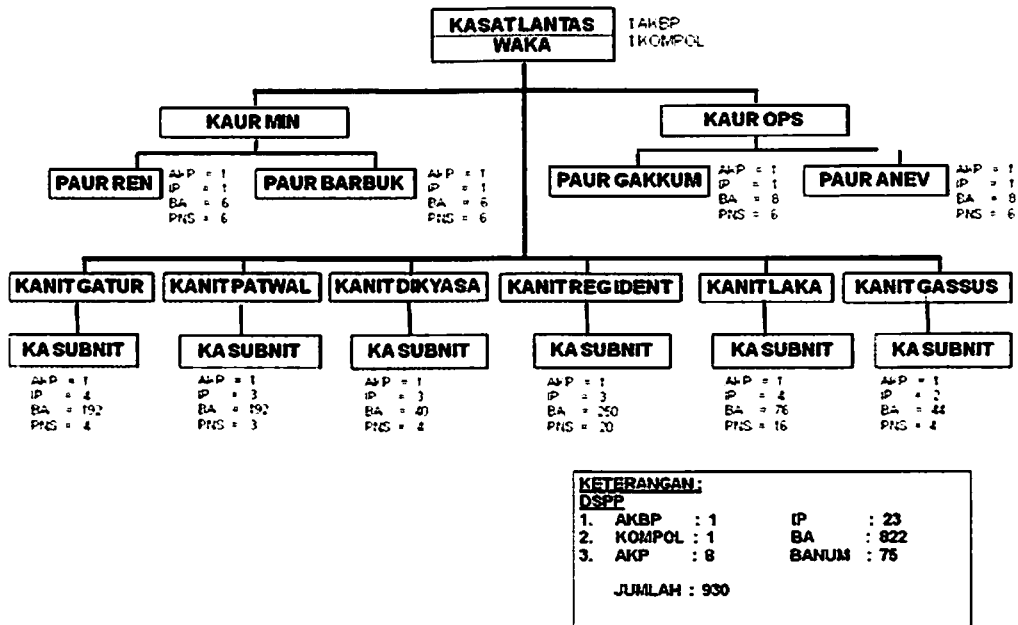 KASATLANTAS
WAKA
1 AKBP
1 KOMPOL
KAUR MIN
KAUR OPS
PAUR REN
AKP = 1
IP = 1
BA = 6
PNS = 6
PAUR BARBUK
AKP = 1
IP = 1
BA = 6
PNS = 6
PAUR GAKKUM
AKP = 1
IP = 1
BA = 8
PNS = 6
PAUR ANEV
AKP = 1
IP = 1
BA = 8
PNS = 6
KANIT GATUR
KANIT PATWAL
KANIT DIKYASA
KANIT REGIDENT
KANIT LAKA
KANIT GASSUS
KA SUBNIT
AKP = 1
IP = 4
BA = 192
PNS = 4
KA SUBNIT
AKP = 1
IP = 3
BA = 192
PNS = 3
KA SUBNIT
AKP = 1
IP = 3
BA = 40
PNS = 4
KA SUBNIT
AKP = 1
IP = 3
BA = 250
PNS = 20
KA SUBNIT
AKP = 1
IP = 4
BA = 76
PNS = 16
KA SUBNIT
AKP = 1
IP = 2
BA = 44
PNS = 4
KETERANGAN :
DSPP
1. AKBP : 1 IP : 23
2. KOMPOL : 1 BA : 822
3. AKP : 8 BANUM : 75
JUMLAH : 930